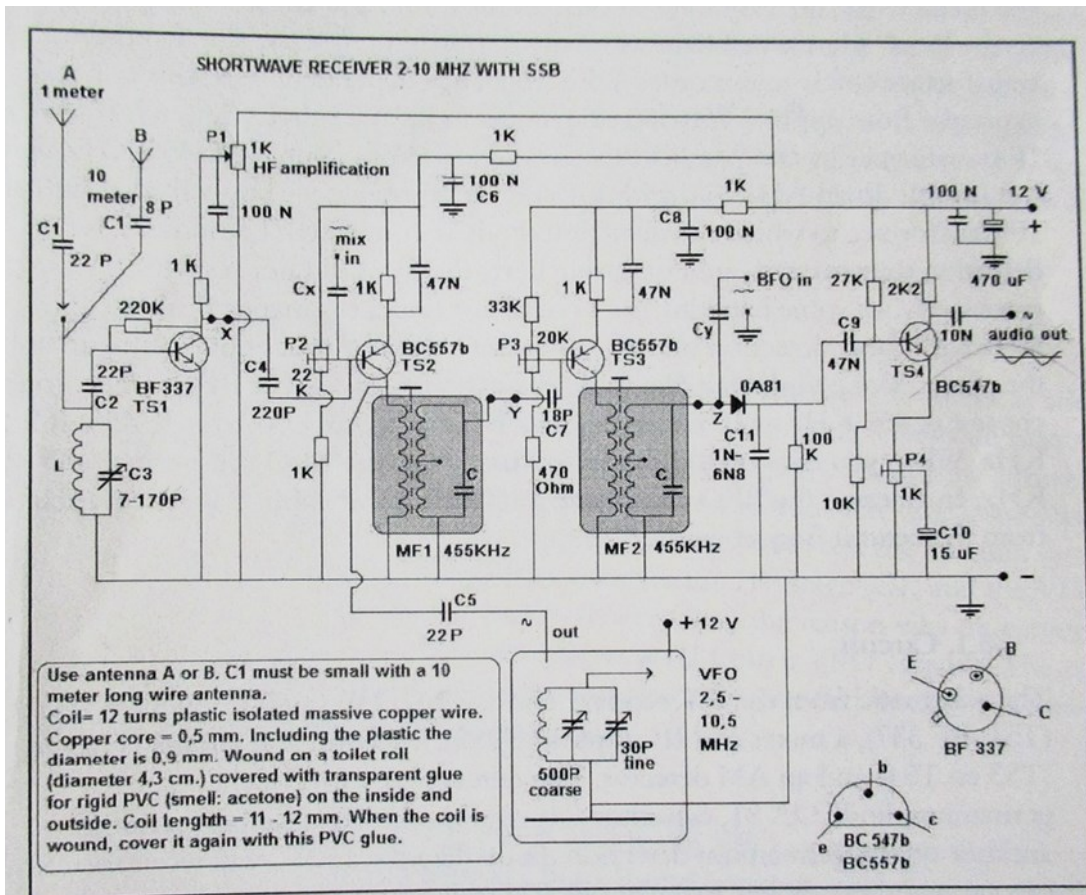 SHORTWAVE RECEIVER 2-10 MHZ WITH SSB
A
1 meter
B
10
meter
C1
8 P
C1
22 P
P1
1K
HF amplification
100 N
1 K
220K
X
22P
C2
BF337
TS1
L
C3
7-170P
C4
220P
mix
in
Cx
P2
22
K
1K
1K
100 N
C6
1K
47N
BC557b
TS2
MF1
455KHz
C
Y
18P
C7
33K
20K
P3
470
Ohm
1 K
47N
C8
100 N
1K
BC557b
TS3
MF2
455KHz
C
BFO in
Cy
Z
0A81
C11
1N-
6N8
100
K
C9
47N
27K
2K2
10K
TS4
BC547b
10N
audio out
P4
1K
C10
15 uF
100 N
12 V
+
470 uF
-
C5
22P
~
out
+ 12 V
VFO
2,5 -
10,5
MHz
500P
coarse
30P
fine
E
B
C
BF 337
b
e
c
BC 547b
BC557b
Use antenna A or B. C1 must be small with a 10
meter long wire antenna.
Coil= 12 turns plastic isolated massive copper wire.
Copper core = 0,5 mm. Including the plastic the
diameter is 0,9 mm. Wound on a toilet roll
(diameter 4,3 cm.) covered with transparent glue
for rigid PVC (smell: acetone) on the inside and
outside. Coil lenghth = 11 - 12 mm. When the coil is
wound, cover it again with this PVC glue.